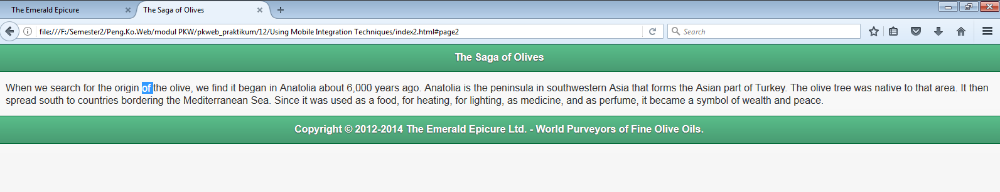 The Emerald Epicure
The Saga of Olives
file:///F:/Semester2/Peng.Ko.Web/modul PKW/pkweb_praktikum/12/Using Mobile Integration Techniques/index2.html#page2
Search
The Saga of Olives
When we search for the origin of the olive, we find it began in Anatolia about 6,000 years ago. Anatolia is the peninsula in southwestern Asia that forms the Asian part of Turkey. The olive tree was native to that area. It then
spread south to countries bordering the Mediterranean Sea. Since it was used as a food, for heating, for lighting, as medicine, and as perfume, it became a symbol of wealth and peace.
Copyright © 2012-2014 The Emerald Epicure Ltd. - World Purveyors of Fine Olive Oils.